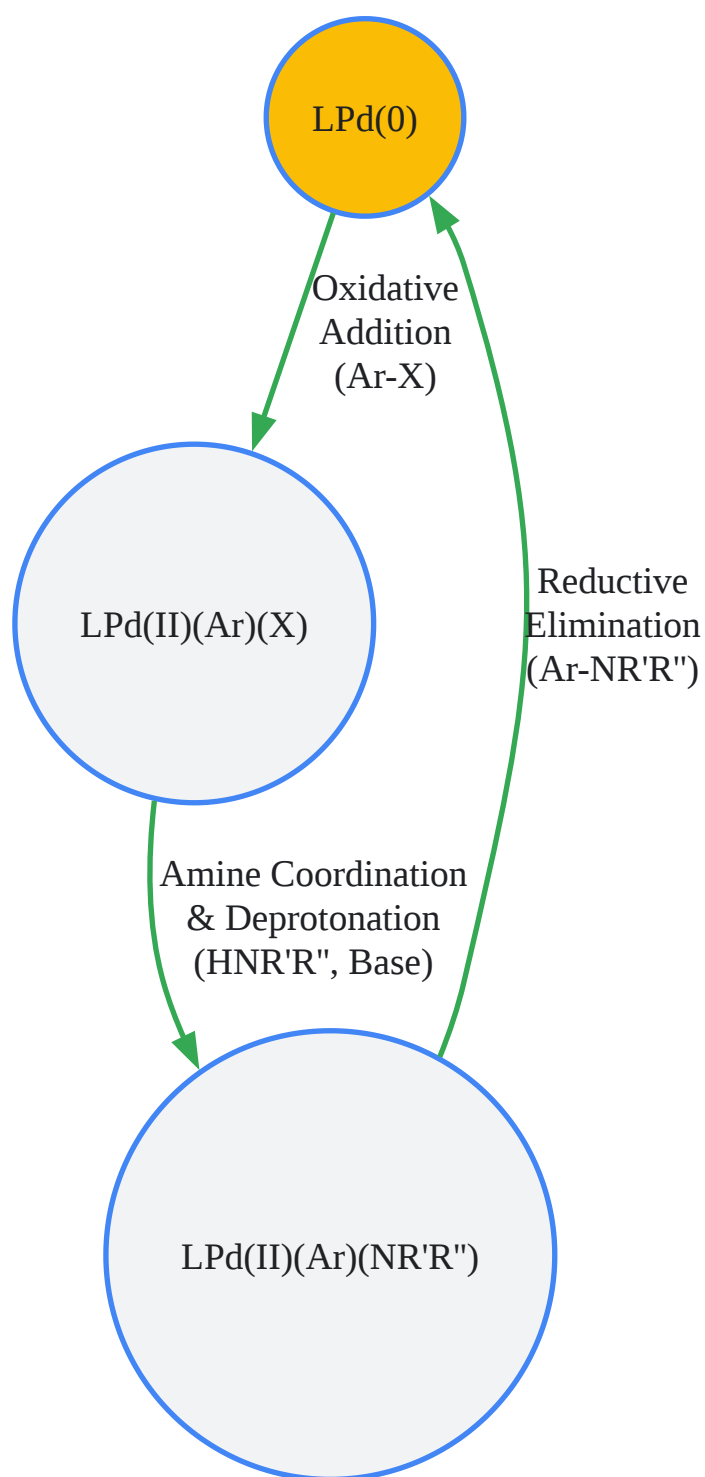 LPd(0)
Oxidative
Addition
(Ar-X)
LPd(II)(Ar)(X)
Reductive
Elimination
(Ar-NR'R'')
Amine Coordination
& Deprotonation
(HNR'R'', Base)
LPd(II)(Ar)(NR'R'')